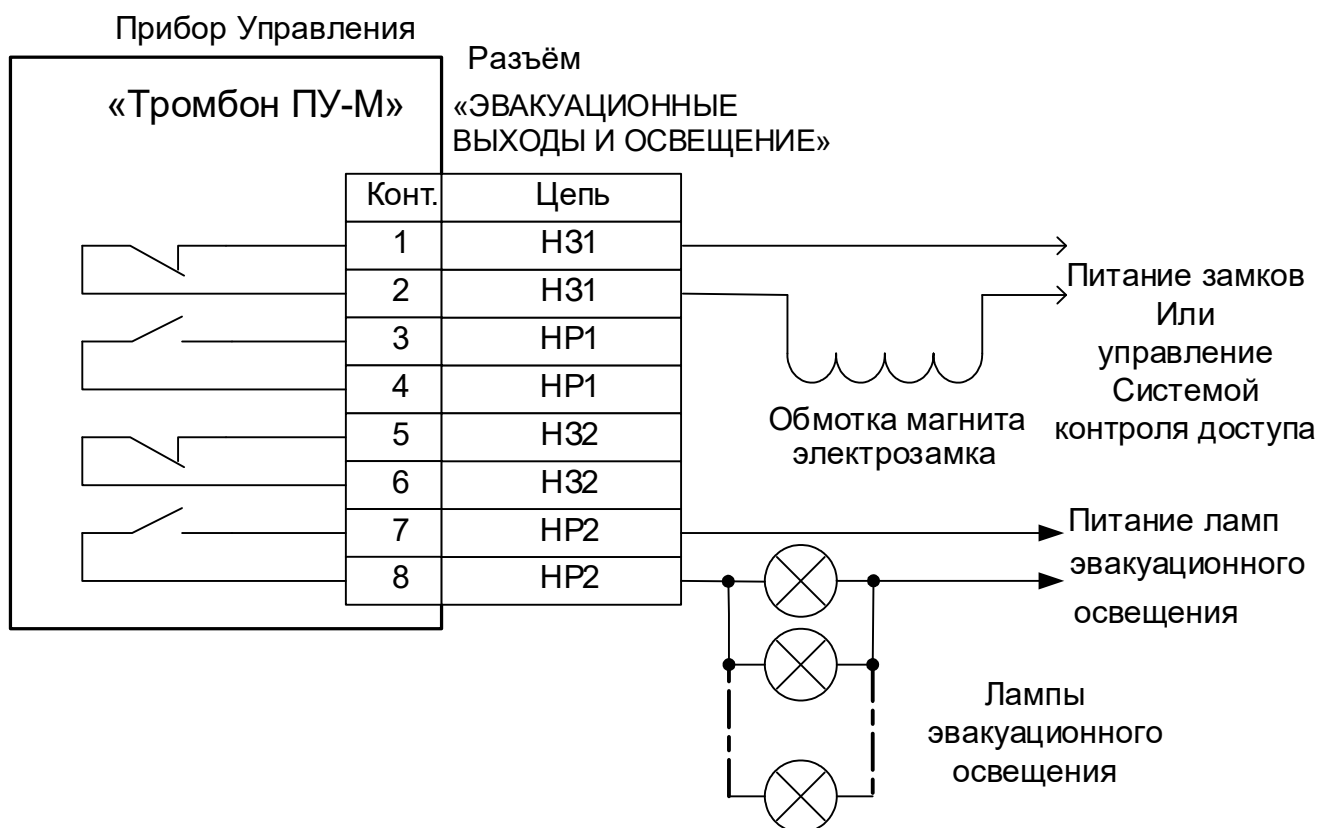 Прибор Управления
«Тромбон ПУ-М»
Разъём
«ЭВАКУАЦИОННЫЕ
ВЫХОДЫ И ОСВЕЩЕНИЕ»
Конт. Цепь
1 НЗ1
2 НЗ1
3 НР1
4 НР1
5 НЗ2
6 НЗ2
7 НР2
8 НР2
Питание замков
Или
управление
Системой
контроля доступа
Обмотка магнита
электрозамка
Питание ламп
эвакуационного
освещения
Лампы
эвакуационного
освещения